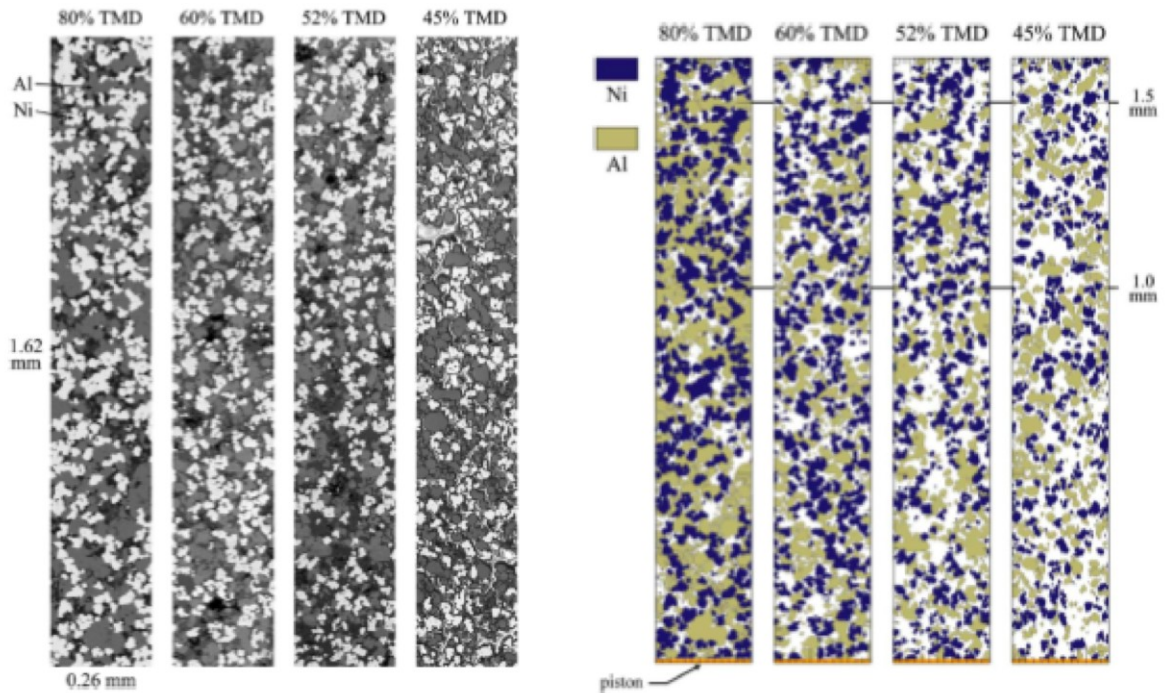 80% TMD 60% TMD 52% TMD 45% TMD
Al
Ni
1.62
mm
0.26 mm
80% TMD 60% TMD 52% TMD 45% TMD
Ni
Al
1.5
mm
1.0
mm
piston